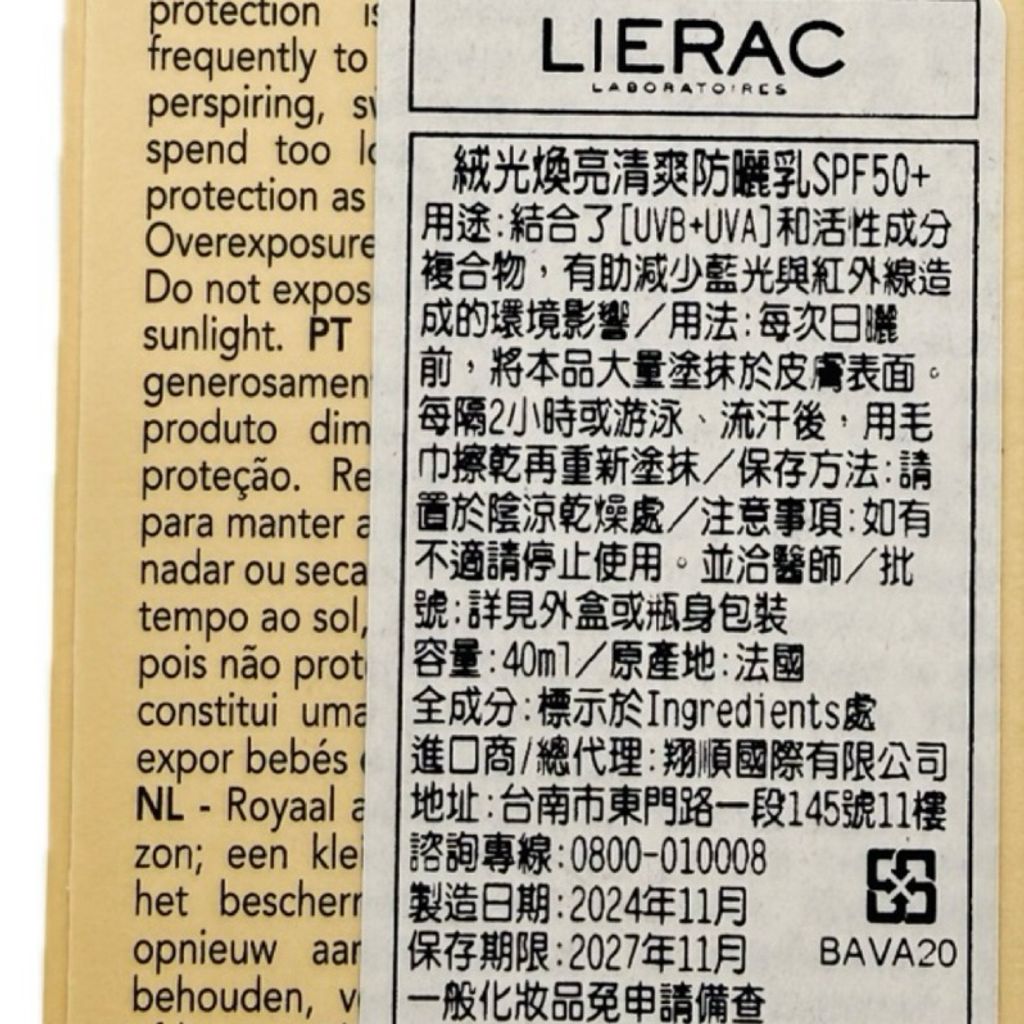 protection is
frequently to
perspiring,
spend too
protection as
Overexposure
Do not expos
sunlight. PT
generosamen
produto dim
proteção. Re
para manter a
nadar ou seca
tempo ao sol,
pois não prot
constitui uma
expor bebés
NL - Royaal a
zon; een klei
het bescherm
opnieuw aan
behouden, v
LIERAC
LABORATOIRES
絨光煥亮清爽防曬乳SPF50+
用途:結合了[UVB+UVA]和活性成分
複合物，有助減少藍光與紅外線造
成的環境影響／用法:每次日曬
前，將本品大量塗抹於皮膚表面。
每隔2小時或游泳、流汗後，用毛
巾擦乾再重新塗抹／保存方法:請
置於陰涼乾燥處／注意事項:如有
不適請停止使用。並洽醫師／批
號:詳見外盒或瓶身包裝
容量:40ml／原產地:法國
全成分:標示於Ingredients處
進口商/總代理:翔順國際有限公司
地址:台南市東門路一段145號11樓
諮詢專線:0800-010008
製造日期:2024年11月
保存期限:2027年11月
BAVA20
一般化妝品免申請備查